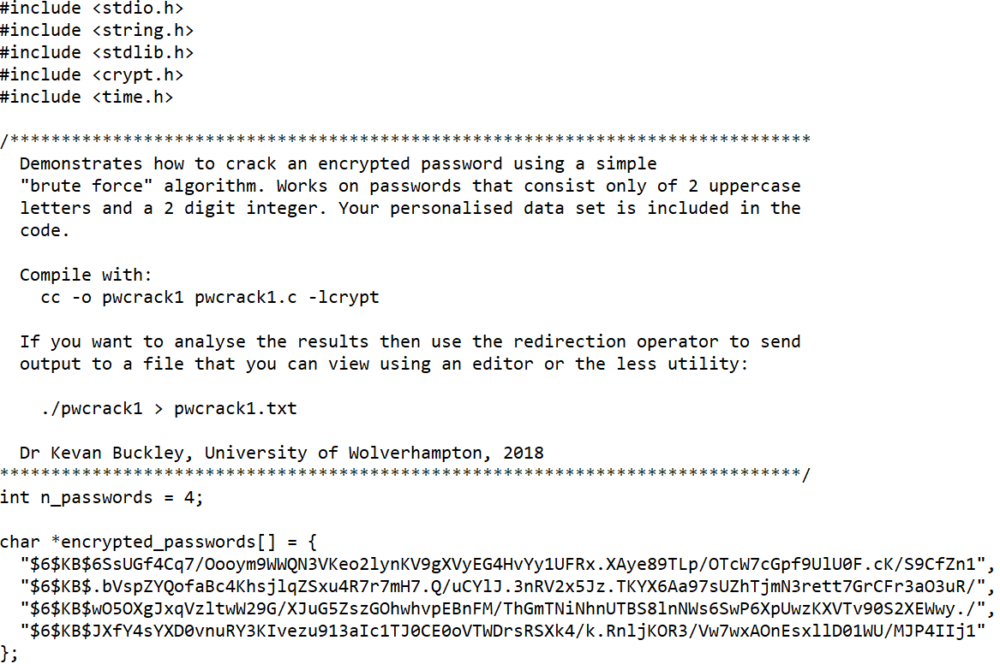 #include <stdio.h>
#include <string.h>
#include <stdlib.h>
#include <crypt.h>
#include <time.h>
/******************************************************************************
Demonstrates how to crack an encrypted password using a simple
"brute force" algorithm. Works on passwords that consist only of 2 uppercase
letters and a 2 digit integer. Your personalised data set is included in the
code.
Compile with:
cc -o pwcrack1 pwcrack1.c -lcrypt
If you want to analyse the results then use the redirection operator to send
output to a file that you can view using an editor or the less utility:
./pwcrack1 > pwcrack1.txt
Dr Kevan Buckley, University of Wolverhampton, 2018
******************************************************************************/
int n_passwords = 4;
char *encrypted_passwords[] = {
"$6$KB$6SsUGf4Cq7/Oooym9WWQN3VKeo2lynKV9gXVyEG4HvYy1UFRx.XAye89TLp/OTcW7cGpf9UlU0F.cK/S9CfZn1",
"$6$KB$.bVspZYQofaBc4KhsjlqZSxu4R7r7mH7.Q/uCYlJ.3nRV2x5Jz.TKYX6Aa97sUZhTjmN3rett7GrCFr3aO3uR/",
"$6$KB$wO5OXgJxqVzltwW29G/XJuG5ZszGOhwhvpEBnFM/ThGmTNiNhnUTBS8lnNWs6SwP6XpUwzKXVTv90S2XEWwy./",
"$6$KB$JXfY4sYXD0vnuRY3KIvezu913aIc1TJ0CE0oVTWDrsRSXk4/k.RnljKOR3/Vw7wxAOnEsxllD01WU/MJP4IIj1"
};